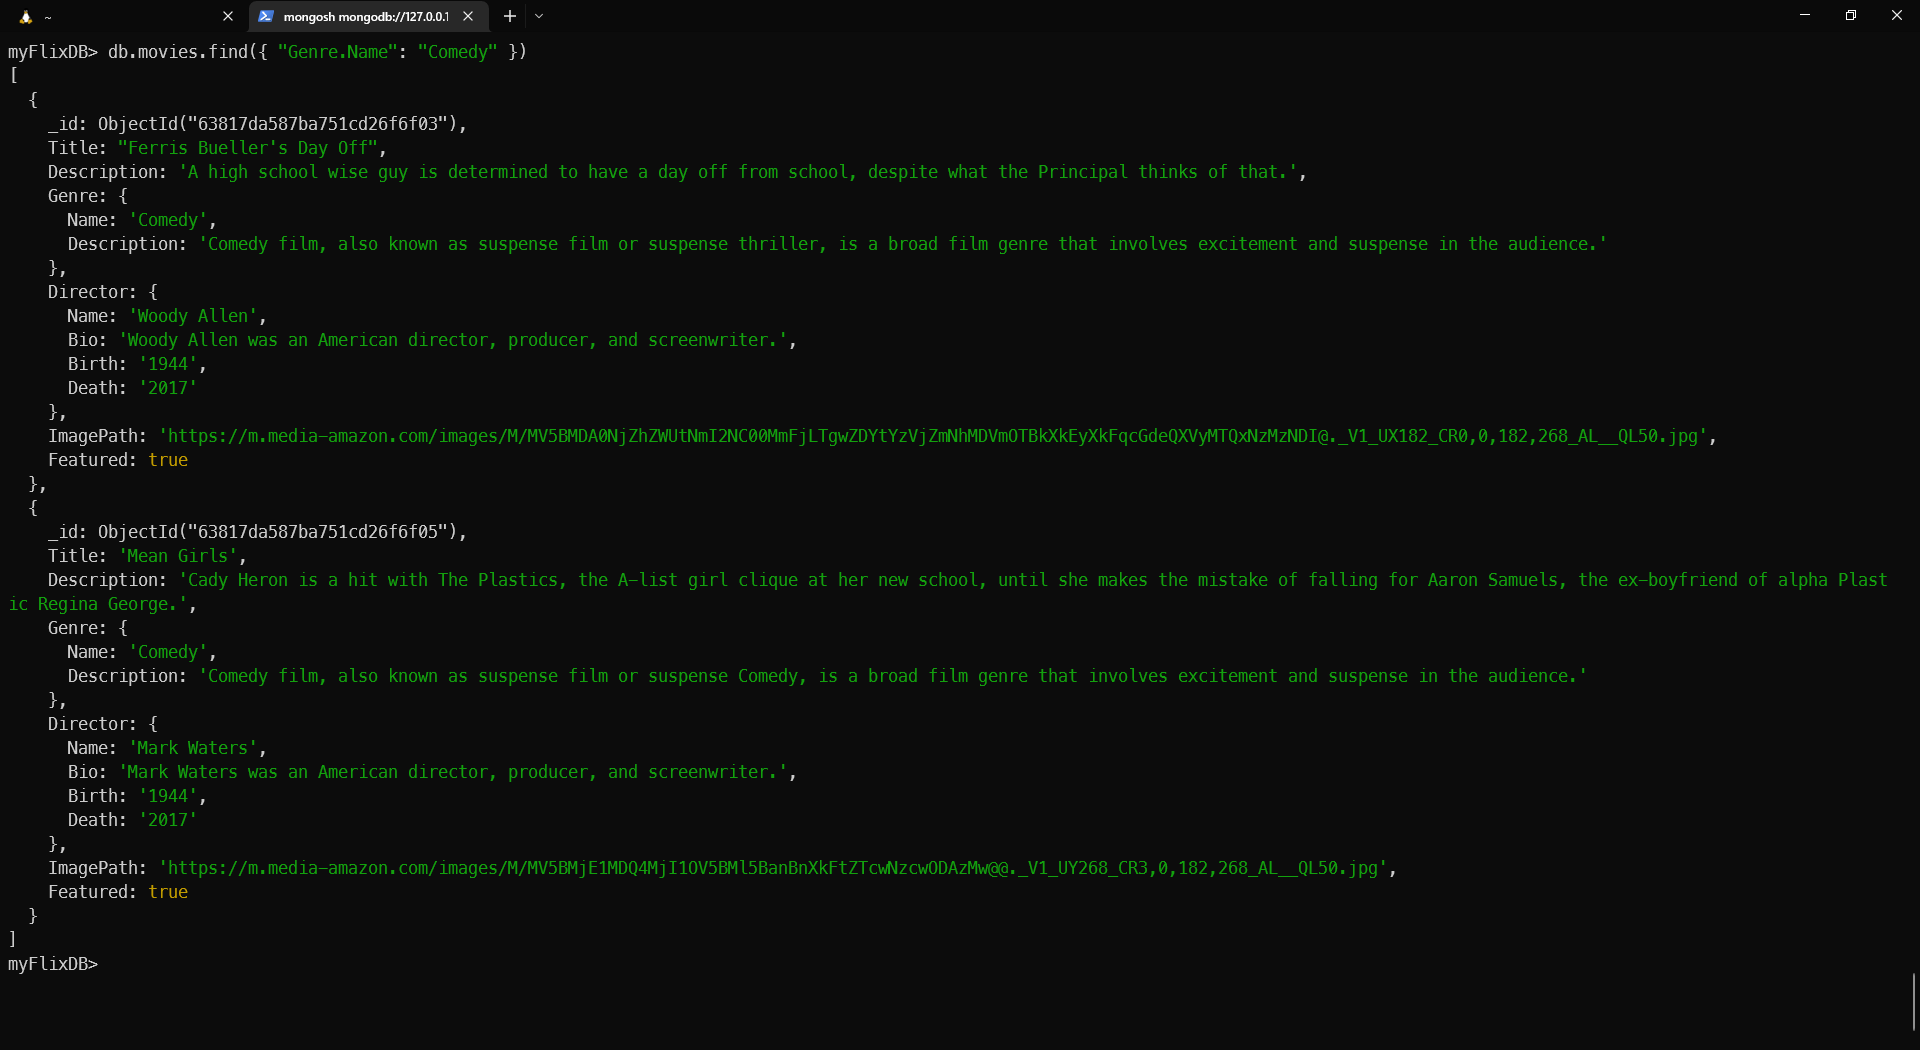 ~
mongosh mongodb://127.0.0.1
myFlixDB> db.movies.find({ "Genre.Name": "Comedy" })
[
  {
    _id: ObjectId("63817da587ba751cd26f6f03"),
    Title: "Ferris Bueller's Day Off",
    Description: 'A high school wise guy is determined to have a day off from school, despite what the Principal thinks of that.',
    Genre: {
      Name: 'Comedy',
      Description: 'Comedy film, also known as suspense film or suspense thriller, is a broad film genre that involves excitement and suspense in the audience.'
    },
    Director: {
      Name: 'Woody Allen',
      Bio: 'Woody Allen was an American director, producer, and screenwriter.',
      Birth: '1944',
      Death: '2017'
    },
    ImagePath: 'https://m.media-amazon.com/images/M/MV5BMDA0NjZhZWUtNmI2NC00MmFjLTgwZDYtYzVjZmNhMDVmOTBkXkEyXkFqcGdeQXVyMTQxNzMzNDI@._V1_UX182_CR0,0,182,268_AL__QL50.jpg',
    Featured: true
  },
  {
    _id: ObjectId("63817da587ba751cd26f6f05"),
    Title: 'Mean Girls',
    Description: 'Cady Heron is a hit with The Plastics, the A-list girl clique at her new school, until she makes the mistake of falling for Aaron Samuels, the ex-boyfriend of alpha Plast
ic Regina George.',
    Genre: {
      Name: 'Comedy',
      Description: 'Comedy film, also known as suspense film or suspense Comedy, is a broad film genre that involves excitement and suspense in the audience.'
    },
    Director: {
      Name: 'Mark Waters',
      Bio: 'Mark Waters was an American director, producer, and screenwriter.',
      Birth: '1944',
      Death: '2017'
    },
    ImagePath: 'https://m.media-amazon.com/images/M/MV5BMjE1MDQ4MjI1OV5BMl5BanBnXkFtZTcwNzcwODAzMw@@._V1_UY268_CR3,0,182,268_AL__QL50.jpg',
    Featured: true
  }
]
myFlixDB>